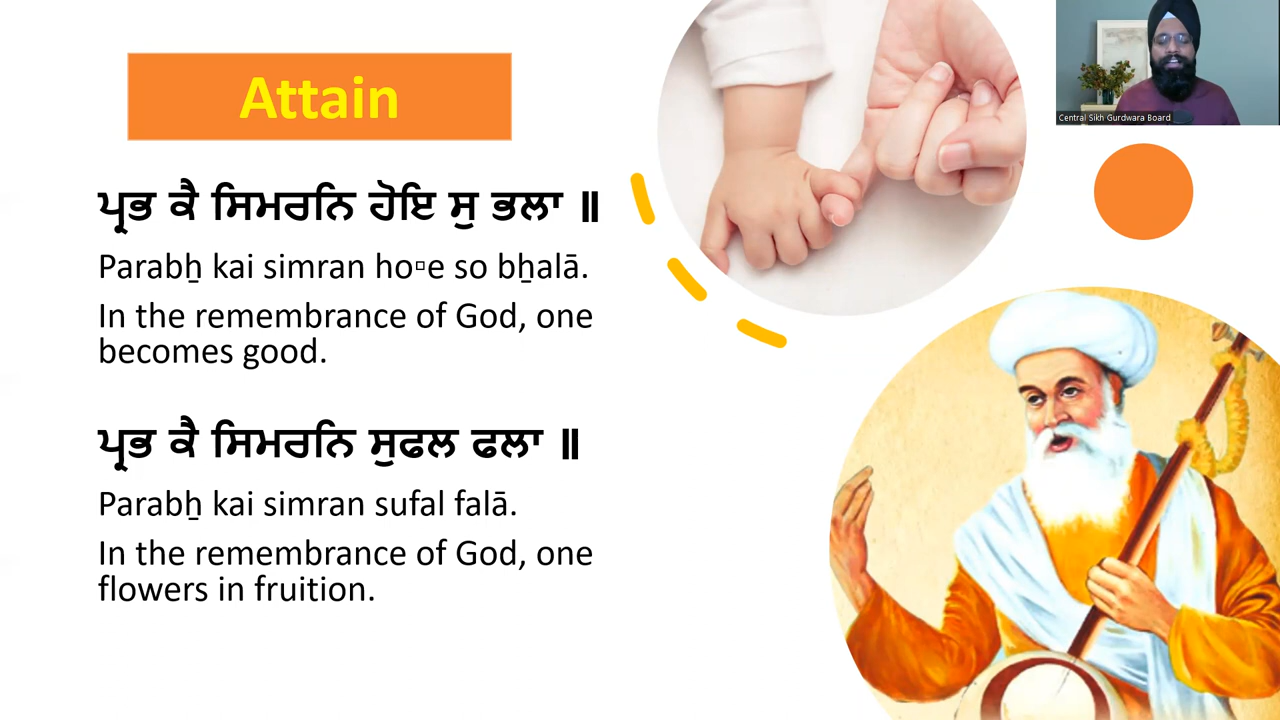 Attain
ਪ੍ਰਭ ਕੈ ਸਿਮਰਨਿ ਹੋਇ ਸੁ ਭਲਾ ॥
Parabẖ kai simran ho▫e so bẖalā.
In the remembrance of God, one
becomes good.
ਪ੍ਰਭ ਕੈ ਸਿਮਰਨਿ ਸੁਫਲ ਫਲਾ ॥
Parabẖ kai simran sufal falā.
In the remembrance of God, one
flowers in fruition.
Central Sikh Gurdwara Board